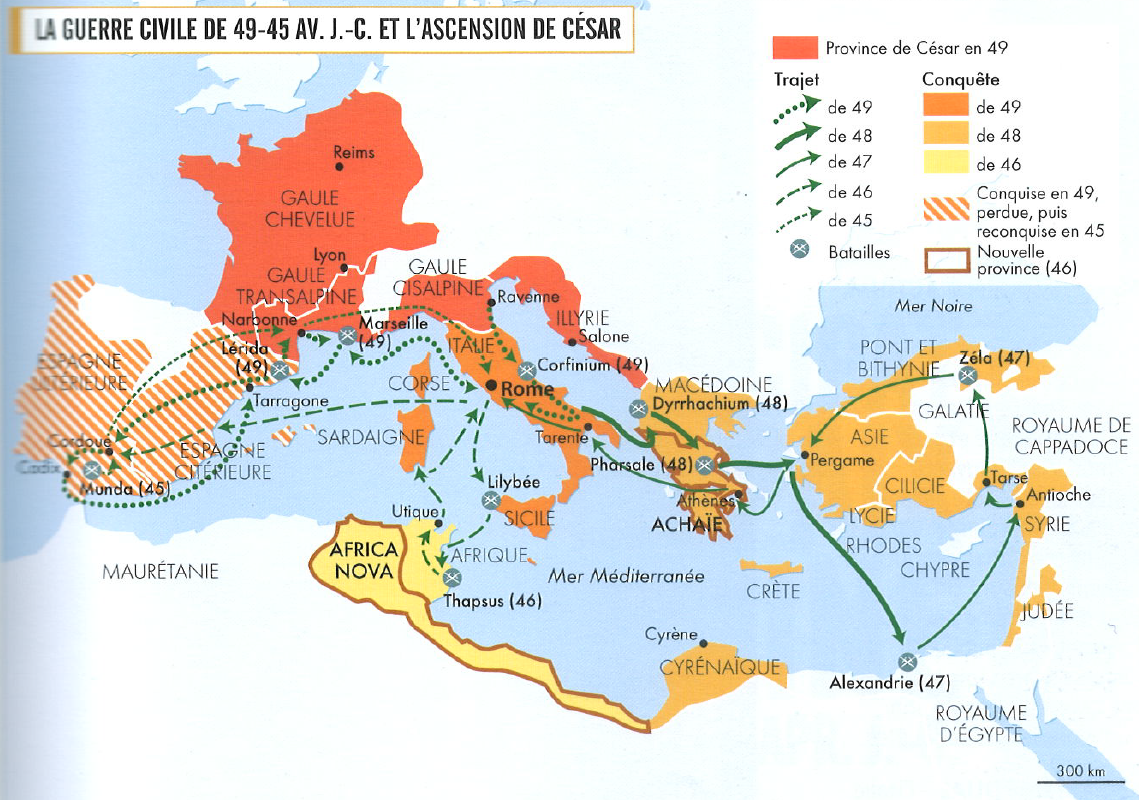 LA GUERRE CIVILE DE 49-45 AV. J.-C. ET L'ASCENSION DE CÉSAR
Province de César en 49
Trajet
de 49
de 48
de 47
de 46
de 45
Batailles
Conquête
de 49
de 48
de 46
Conquise en 49,
perdue, puis
reconquise en 45
Nouvelle
province (46)
Reims
GAULE
CHEVELUE
Lyon
GAULE
TRANSALPINE
GAULE
CISALPINE
Ravenne
Narbonne
Marseille
(49)
ILLYRIE
Salone
ITALIE
Lérida
(49)
Corfinium (49)
ESPAGNE
ULTÉRIEURE
CORSE
Rome
Tarragone
MACÉDOINE
Dyrrhachium (48)
Mer Noire
PONT ET
BITHYNIE
Zéla (47)
GALATIE
ROYAUME DE
CAPPADOCE
ASIE
Pergame
CILICIE
Tarse
Antioche
LYCIE
SYRIE
RHODES
CHYPRE
JUDÉE
Cordoue
Cadix
Munda (45)
ESPAGNE
CITÉRIEURE
SARDAIGNE
Tarente
Pharsale (48)
Athènes
ACHAÏE
Lilybée
SICILE
Utique
AFRICA
NOVA
AFRIQUE
Thapsus (46)
MAURÉTANIE
Mer Méditerranée
CRÈTE
Cyrène
CYRÉNAÏQUE
Alexandrie (47)
ROYAUME
D'ÉGYPTE
300 km